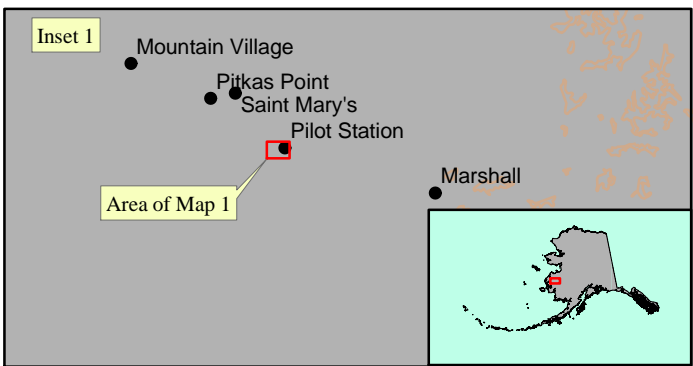 Inset 1
Mountain Village
Pitkas Point
Saint Mary's
Pilot Station
Marshall
Area of Map 1